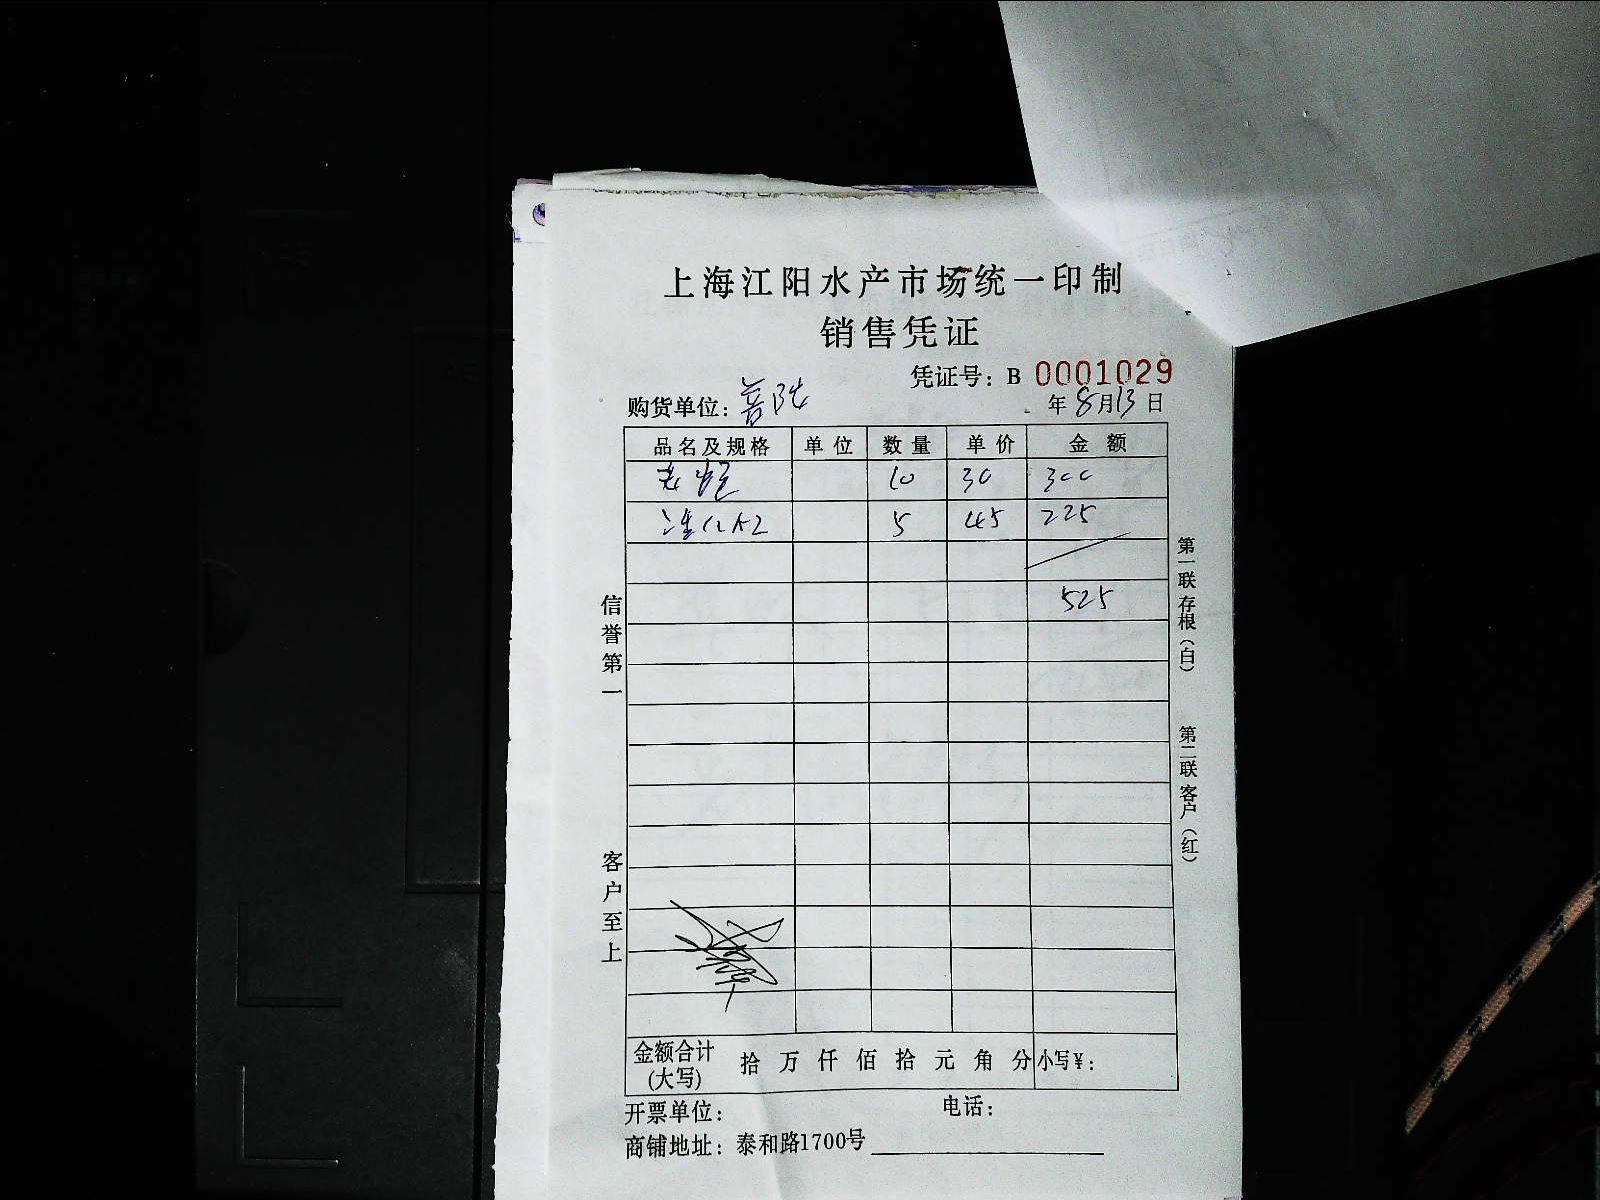 上海江阳水产市场统一印制
销售凭证
凭证号：B 0001029
购货单位：普陀
年 8月13日
品名及规格 单位 数量 单价 金额
10 30 300
5 45 225
525
信誉第一
客户至上
第一联存根（白）
第二联客户（红）
金额合计(大写) 拾 万 仟 佰 拾 元 角 分 小写¥：
开票单位： 电话：
商铺地址：泰和路1700号